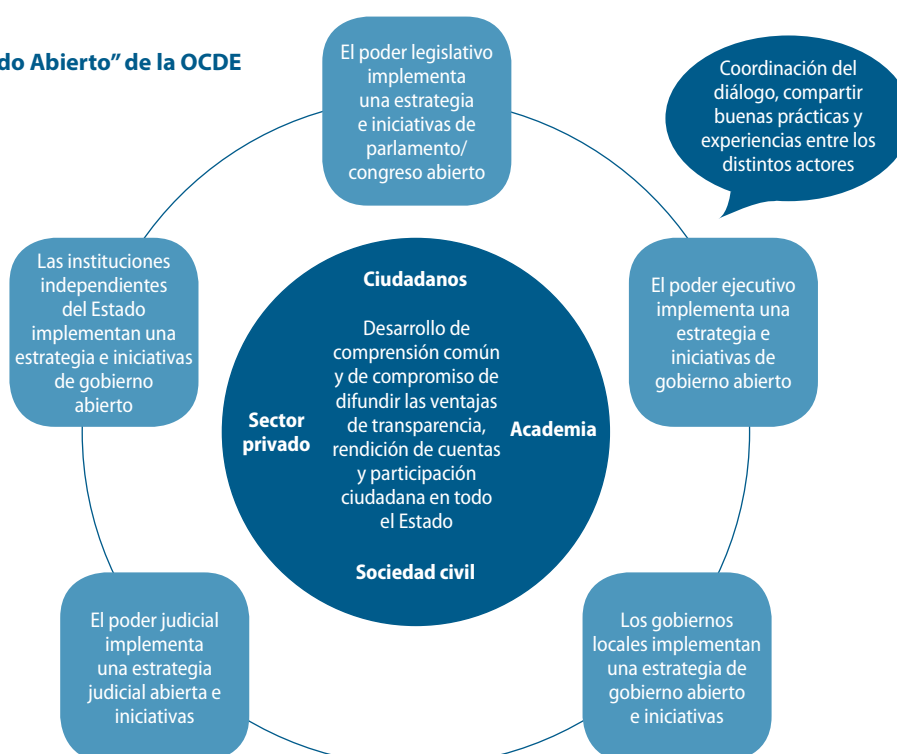 do Abierto” de la OCDE
El poder legislativo
implementa
una estrategia
e iniciativas de
parlamento/
congreso abierto
Coordinación del
diálogo, compartir
buenas prácticas y
experiencias entre los
distintos actores
Las instituciones
independientes
del Estado
implementan una
estrategia e iniciativas
de gobierno
abierto
Ciudadanos
Desarrollo de
comprensión común
y de compromiso de
difundir las ventajas
de transparencia,
rendición de cuentas
y participación
ciudadana en todo
el Estado
Sector
privado
Academia
Sociedad civil
El poder ejecutivo
implementa una
estrategia e
iniciativas de
gobierno abierto
El poder judicial
implementa
una estrategia
judicial abierta e
iniciativas
Los gobiernos
locales implementan
una estrategia de
gobierno abierto
e iniciativas